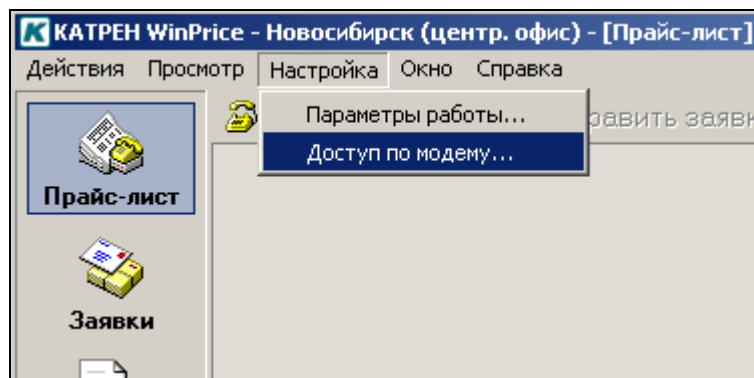 КАТРЕН WinPrice - Новосибирск (центр. офис) - [Прайс-лист]
Действия Просмотр Настройка Окно Справка
Параметры работы...
Доступ по модему...
Прайс-лист
Заявки